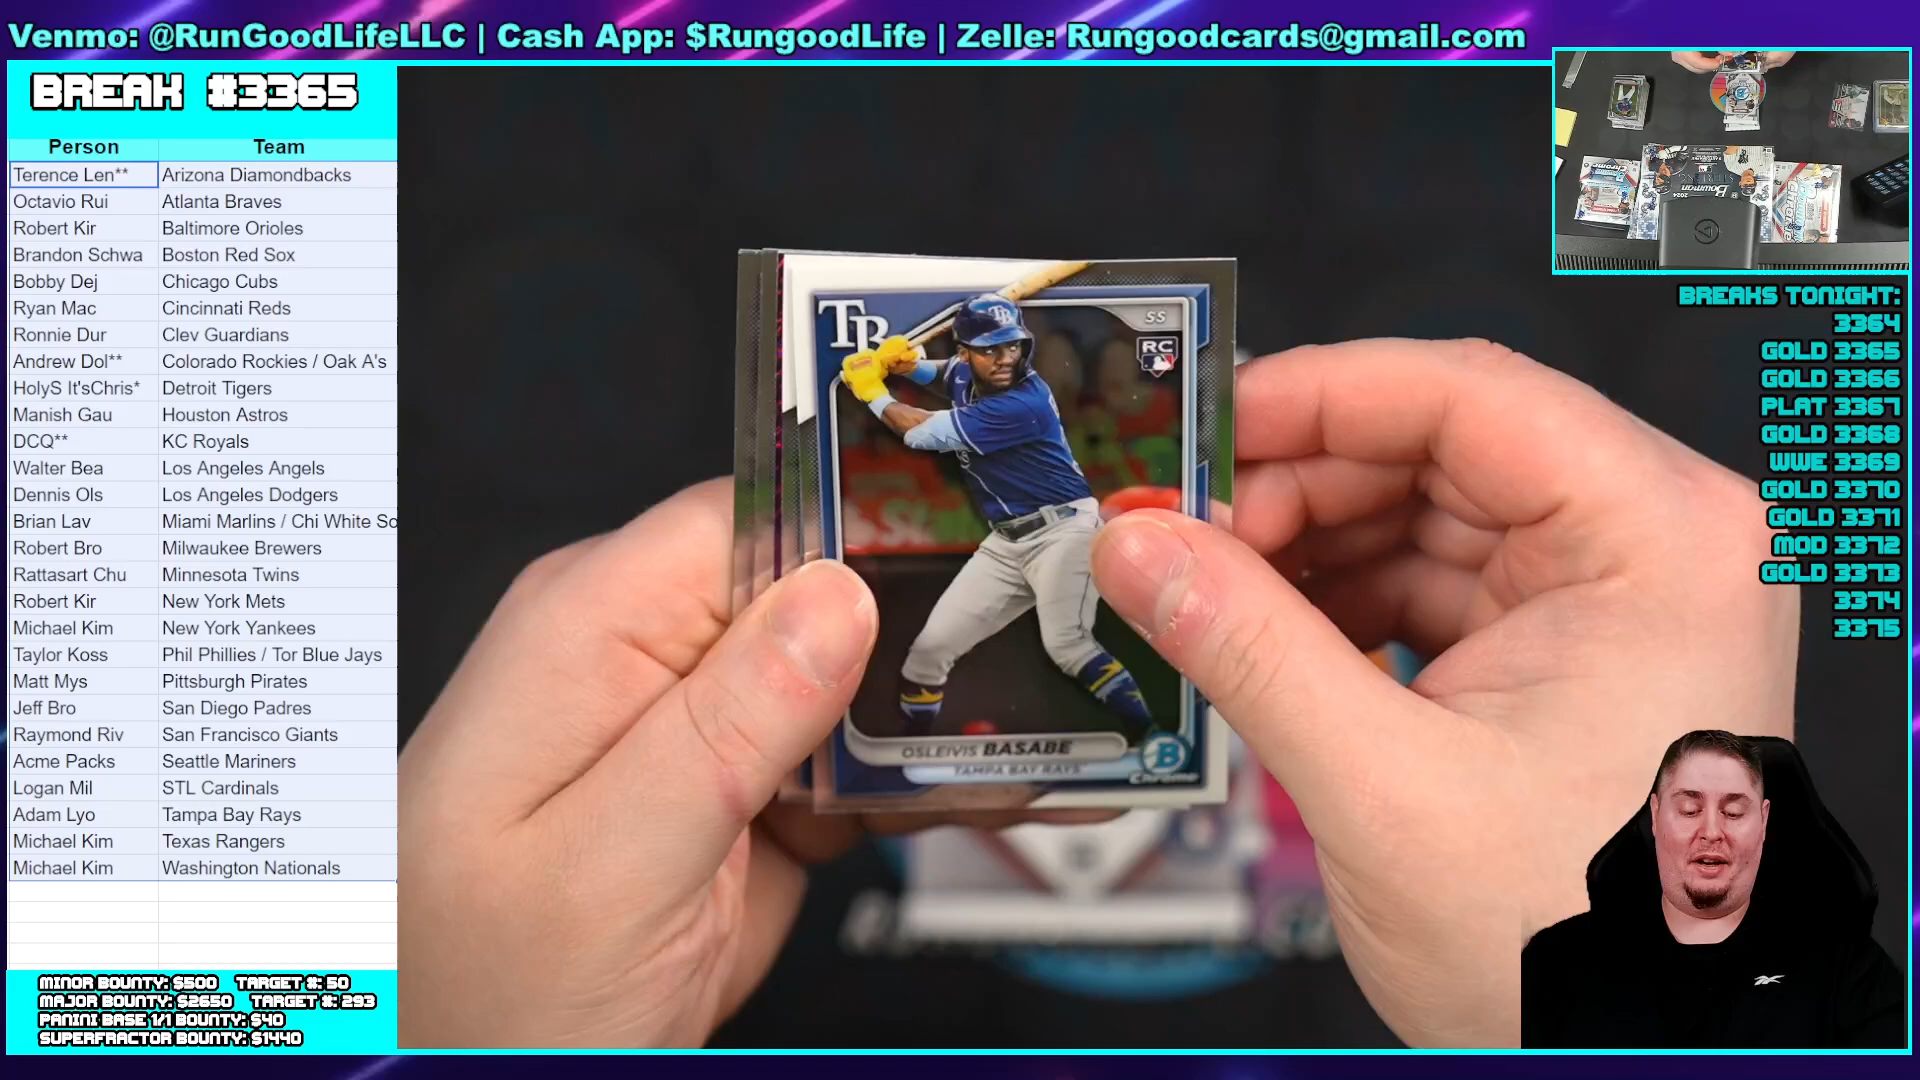 Venmo: @RunGoodLifeLLC | Cash App: $RungoodLife | Zelle: Rungoodcards@gmail.com
BREAK #3365
Person Team
Terence Len** Arizona Diamondbacks
Octavio Rui Atlanta Braves
Robert Kir Baltimore Orioles
Brandon Schwa Boston Red Sox
Bobby Dej Chicago Cubs
Ryan Mac Cincinnati Reds
Ronnie Dur Clev Guardians
Andrew Dol** Colorado Rockies / Oak A's
HolyS It'sChris* Detroit Tigers
Manish Gau Houston Astros
DCQ** KC Royals
Walter Bea Los Angeles Angels
Dennis Ols Los Angeles Dodgers
Brian Lav Miami Marlins / Chi White So
Robert Bro Milwaukee Brewers
Rattasart Chu Minnesota Twins
Robert Kir New York Mets
Michael Kim New York Yankees
Taylor Koss Phil Phillies / Tor Blue Jays
Matt Mys Pittsburgh Pirates
Jeff Bro San Diego Padres
Raymond Riv San Francisco Giants
Acme Packs Seattle Mariners
Logan Mil STL Cardinals
Adam Lyo Tampa Bay Rays
Michael Kim Texas Rangers
Michael Kim Washington Nationals
MINOR BOUNTY: $500 TARGET #: 50
MAJOR BOUNTY: $2650 TARGET #: 293
PANINI BASE 1/1 BOUNTY: $40
SUPERFRACTOR BOUNTY: $1440
TB
SS
RC
OSLEIVIS BASABE
TAMPA BAY RAYS
B
Chrome
Bowman
2024
BREAKS TONIGHT:
3364
GOLD 3365
GOLD 3366
PLAT 3367
GOLD 3368
WWE 3369
GOLD 3370
GOLD 3371
MOD 3372
GOLD 3373
3374
3375